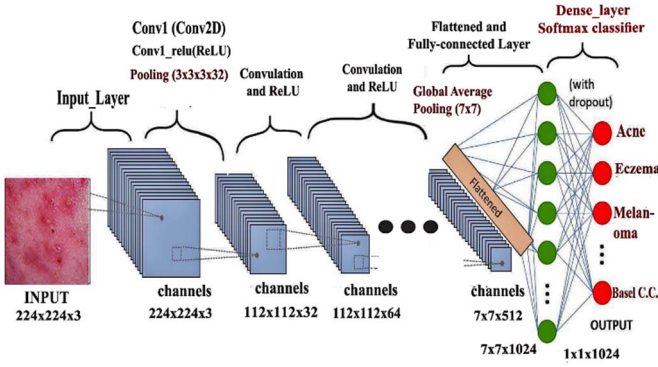 Conv1 (Conv2D)
Conv1_relu(ReLU)
Pooling (3x3x3x32)
Input_Layer
Convulation
and ReLU
Convulation
and ReLU
Flattened and
Fully-connected Layer
Global Average
Pooling (7x7)
Dense_layer
Softmax classifier
(with
dropout)
Flattened
Acne
Eczema
Melan-
oma
Basel C.C.
OUTPUT
INPUT
224x224x3
channels
224x224x3
channels
112x112x32
channels
112x112x64
channels
7x7x512
7x7x1024
1x1x1024